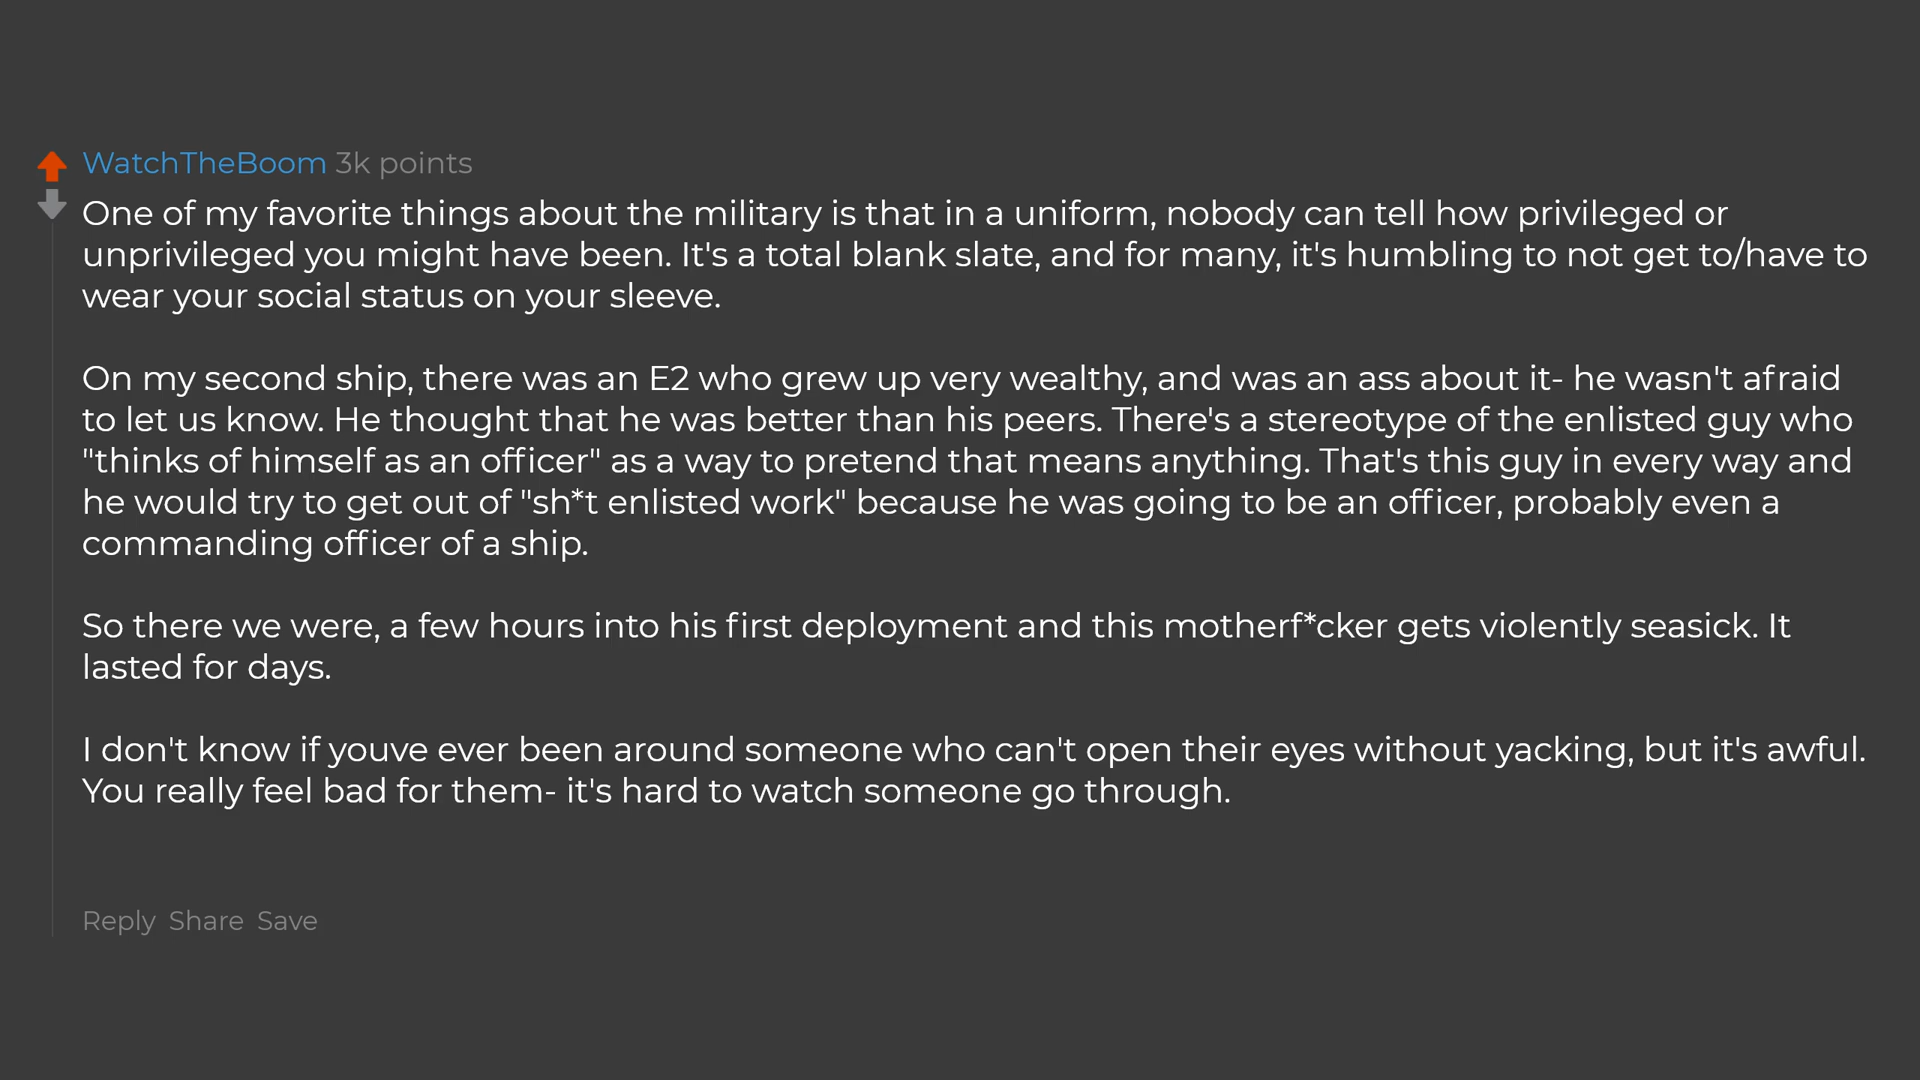 WatchTheBoom 3k points
One of my favorite things about the military is that in a uniform, nobody can tell how privileged or
unprivileged you might have been. It's a total blank slate, and for many, it's humbling to not get to/have to
wear your social status on your sleeve.
On my second ship, there was an E2 who grew up very wealthy, and was an ass about it- he wasn't afraid
to let us know. He thought that he was better than his peers. There's a stereotype of the enlisted guy who
"thinks of himself as an officer" as a way to pretend that means anything. That's this guy in every way and
he would try to get out of "sh*t enlisted work" because he was going to be an officer, probably even a
commanding officer of a ship.
So there we were, a few hours into his first deployment and this motherf*cker gets violently seasick. It
lasted for days.
I don't know if youve ever been around someone who can't open their eyes without yacking, but it's awful.
You really feel bad for them- it's hard to watch someone go through.
Reply Share Save